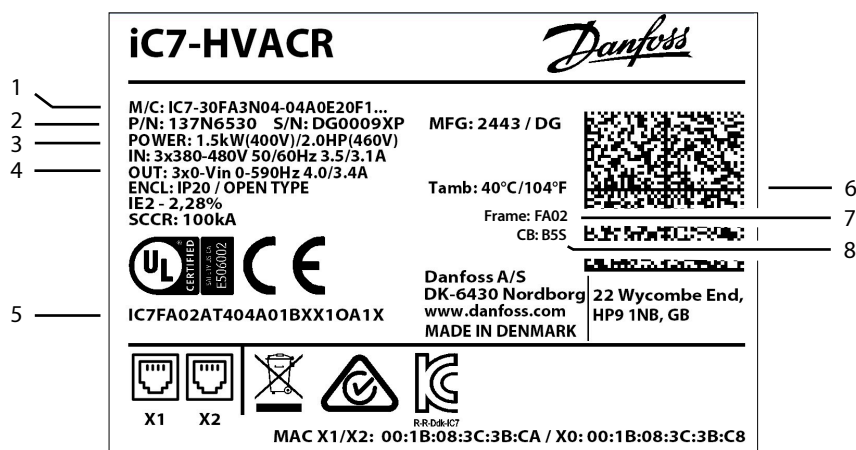 iC7-HVACR
Danfoss
1
M/C: IC7-30FA3N04-04A0E20F1...
2
P/N: 137N6530 S/N: DG0009XP
MFG: 2443 / DG
3
POWER: 1.5kW(400V)/2.0HP(460V)
IN: 3x380-480V 50/60Hz 3.5/3.1A
4
OUT: 3x0-Vin 0-590Hz 4.0/3.4A
ENCL: IP20 / OPEN TYPE
Tamb: 40°C/104°F
6
IE2 - 2,28%
SCCR: 100kA
Frame: FA02
7
CB: B5S
8
UL
®
CERTIFIED
E506002
CE
Danfoss A/S
DK-6430 Nordborg
www.danfoss.com
MADE IN DENMARK
22 Wycombe End,
HP9 1NB, GB
5
IC7FA02AT404A01BXX1OA1X
X1
X2
R-R-Ddk-IC7
MAC X1/X2: 00:1B:08:3C:3B:CA / X0: 00:1B:08:3C:3B:C8